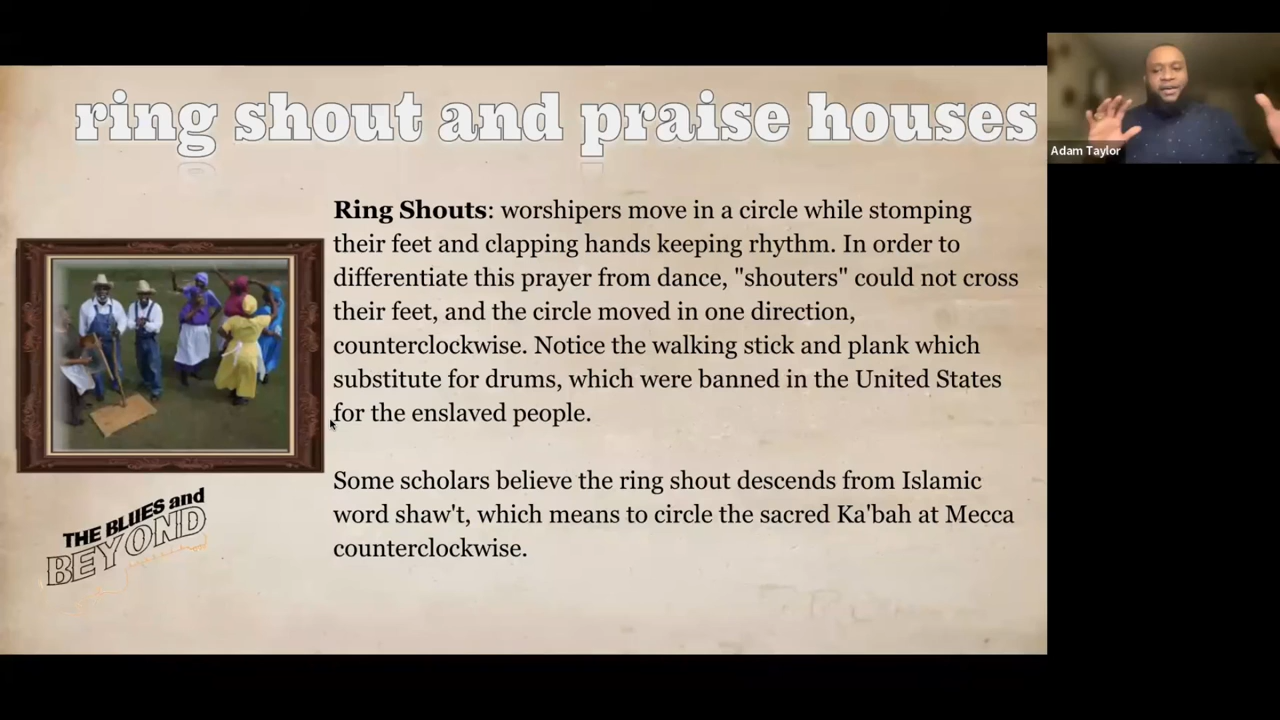 ring shout and praise houses
Adam Taylor
Ring Shouts: worshipers move in a circle while stomping
their feet and clapping hands keeping rhythm. In order to
differentiate this prayer from dance, "shouters" could not cross
their feet, and the circle moved in one direction,
counterclockwise. Notice the walking stick and plank which
substitute for drums, which were banned in the United States
for the enslaved people.
Some scholars believe the ring shout descends from Islamic
word shaw't, which means to circle the sacred Ka'bah at Mecca
counterclockwise.
THE BLUES and
BEYOND